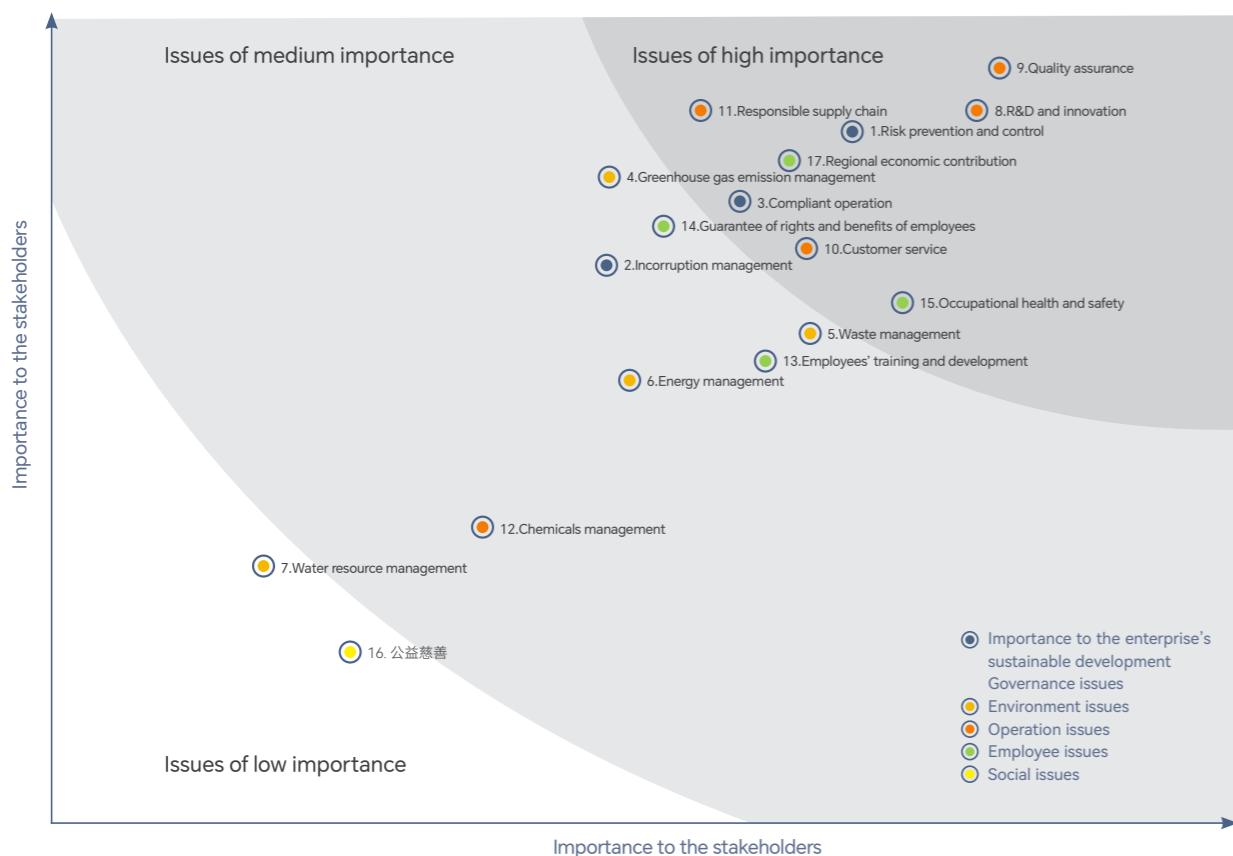 Issues of medium importance
Issues of high importance
9.Quality assurance
11.Responsible supply chain
8.R&D and innovation
1.Risk prevention and control
17.Regional economic contribution
4.Greenhouse gas emission management
3.Compliant operation
14.Guarantee of rights and benefits of employees
10.Customer service
2.Incorruption management
15.Occupational health and safety
5.Waste management
13.Employees' training and development
6.Energy management
12.Chemicals management
7.Water resource management
16. 公益慈善
Issues of low importance
Importance to the enterprise's
sustainable development
Governance issues
Environment issues
Operation issues
Employee issues
Social issues
Importance to the stakeholders
Importance to the stakeholders